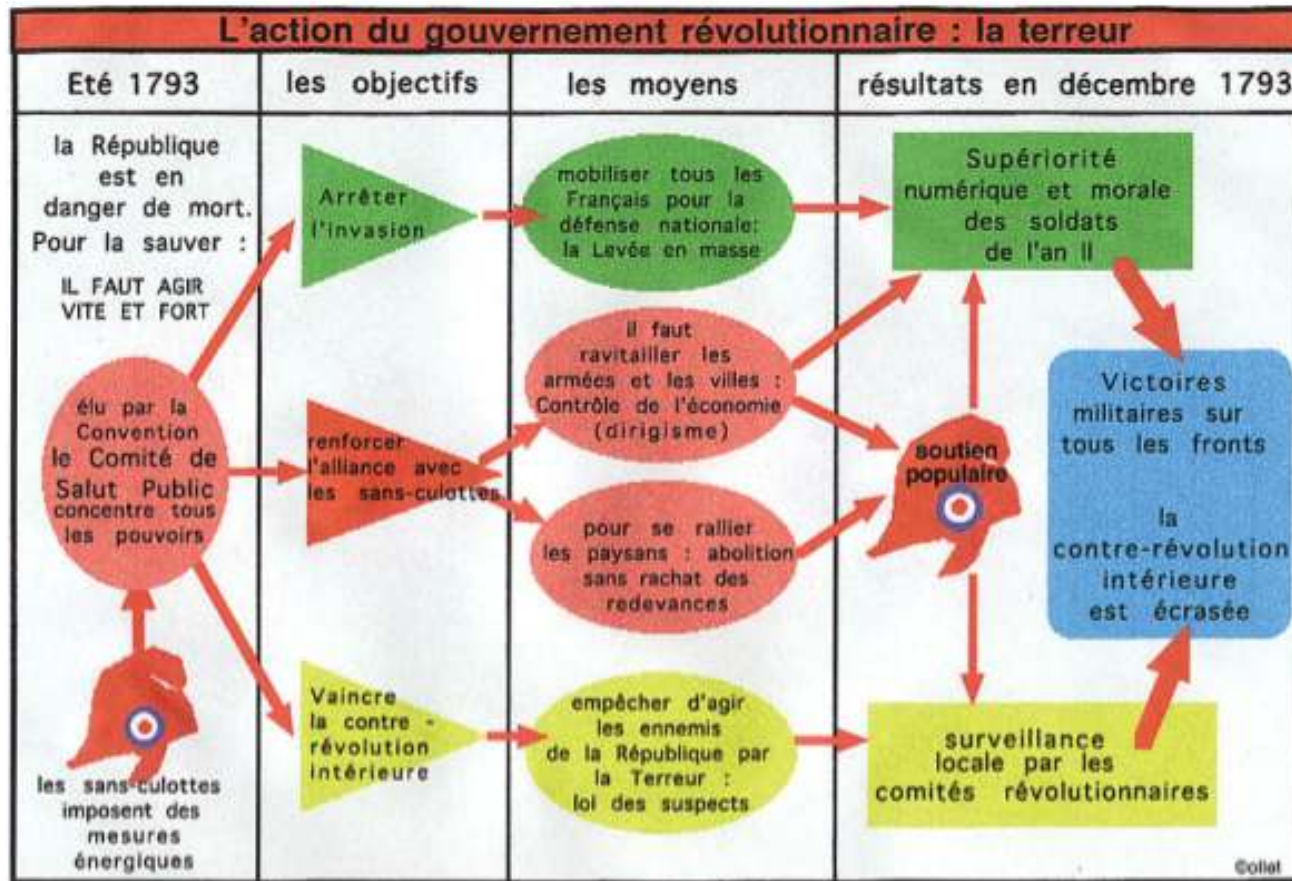 L'action du gouvernement révolutionnaire : la terreur
Eté 1793
les objectifs
les moyens
résultats en décembre 1793
la République
est en
danger de mort.
Pour la sauver :
IL FAUT AGIR
VITE ET FORT
élu par la
Convention
le Comité de
Salut Public
concentre tous
les pouvoirs
les sans-culottes
imposent des
mesures
énergiques
Arrêter
l'invasion
renforcer
l'alliance avec
les sans-culottes
Vaincre
la contre -
révolution
intérieure
mobiliser tous les
Français pour la
défense nationale:
la Levée en masse
il faut
ravitailler les
armées et les villes :
Contrôle de l'économie
(dirigisme)
pour se rallier
les paysans : abolition
sans rachat des
redevances
empêcher d'agir
les ennemis
de la République par
la Terreur :
loi des suspects
Supériorité
numérique et morale
des soldats
de l'an II
soutien
populaire
surveillance
locale par les
comités révolutionnaires
Victoires
militaires sur
tous les fronts
la
contre-révolution
intérieure
est écrasée
©ollet